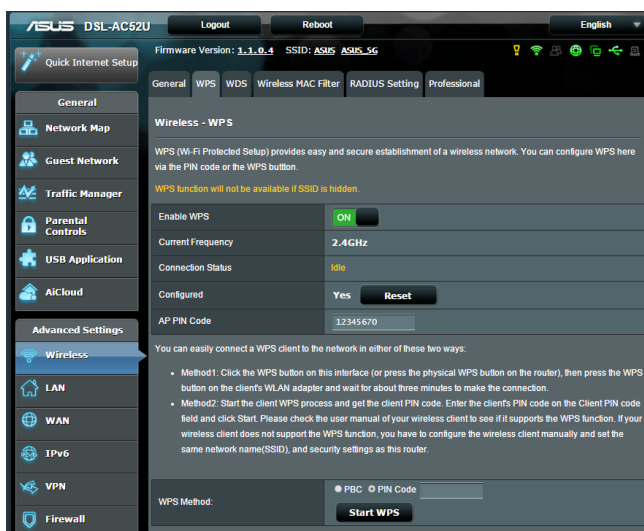 ASUS DSL-AC52U Logout Reboot English
Quick Internet Setup
Firmware Version: 1.1.0.4 SSID: ASUS ASUS_5G
General WPS WDS Wireless MAC Filter RADIUS Setting Professional
General
Network Map
Guest Network
Traffic Manager
Parental
Controls
USB Application
AiCloud
Advanced Settings
Wireless
LAN
WAN
IPv6
VPN
Firewall
Wireless - WPS
WPS (Wi-Fi Protected Setup) provides easy and secure establishment of a wireless network. You can configure WPS here
via the PIN code or the WPS buttton.
WPS function will not be available if SSID is hidden.
Enable WPS ON
Current Frequency 2.4GHz
Connection Status Idle
Configured Yes Reset
AP PIN Code 12345670
You can easily connect a WPS client to the network in either of these two ways:
• Method1: Click the WPS button on this interface (or press the physical WPS button on the router), then press the WPS
button on the client's WLAN adapter and wait for about three minutes to make the connection.
• Method2: Start the client WPS process and get the client PIN code. Enter the client's PIN code on the Client PIN code
field and click Start. Please check the user manual of your wireless client to see if it supports the WPS function. If your
wireless client does not support the WPS function, you have to configure the wireless client manually and set the
same network name(SSID), and security settings as this router.
WPS Method: PBC PIN Code
Start WPS